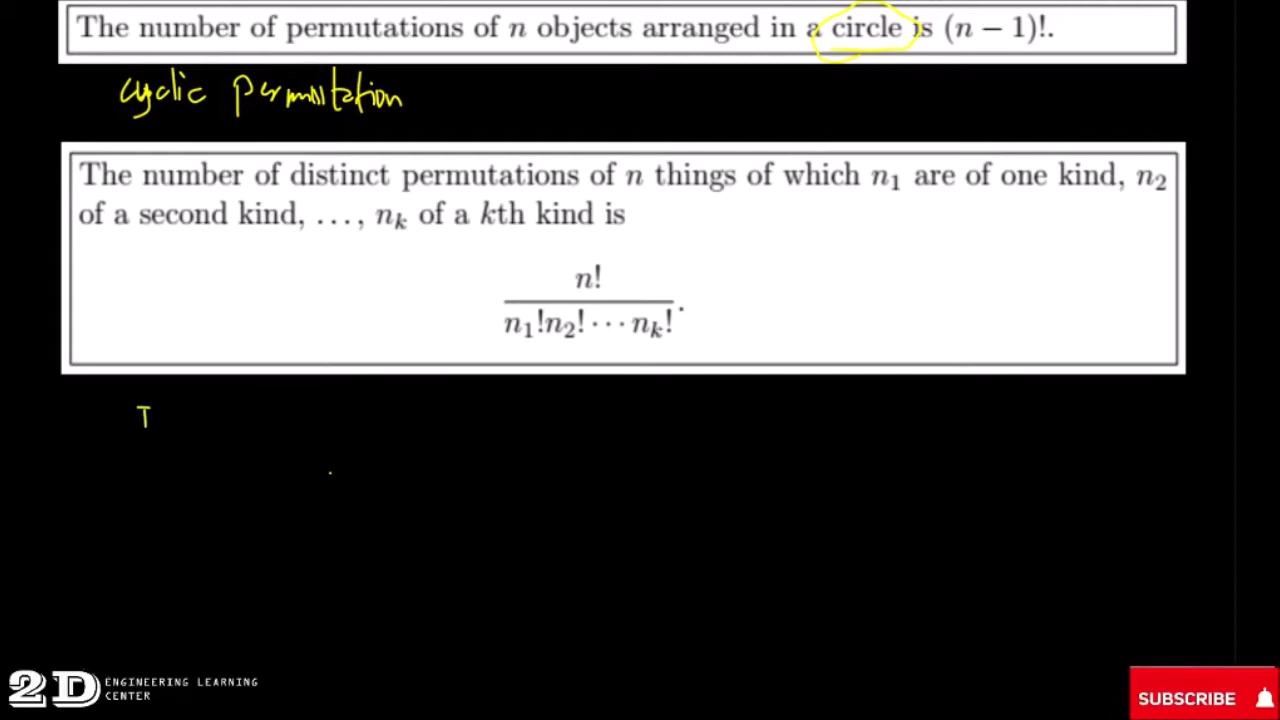 The number of permutations of n objects arranged in a circle is (n − 1)!.
cyclic permutation
The number of distinct permutations of n things of which n₁ are of one kind, n₂
of a second kind, ..., nₖ of a kth kind is
n!
n₁!n₂! ⋯ nₖ!.
T
2D ENGINEERING LEARNING
CENTER
SUBSCRIBE